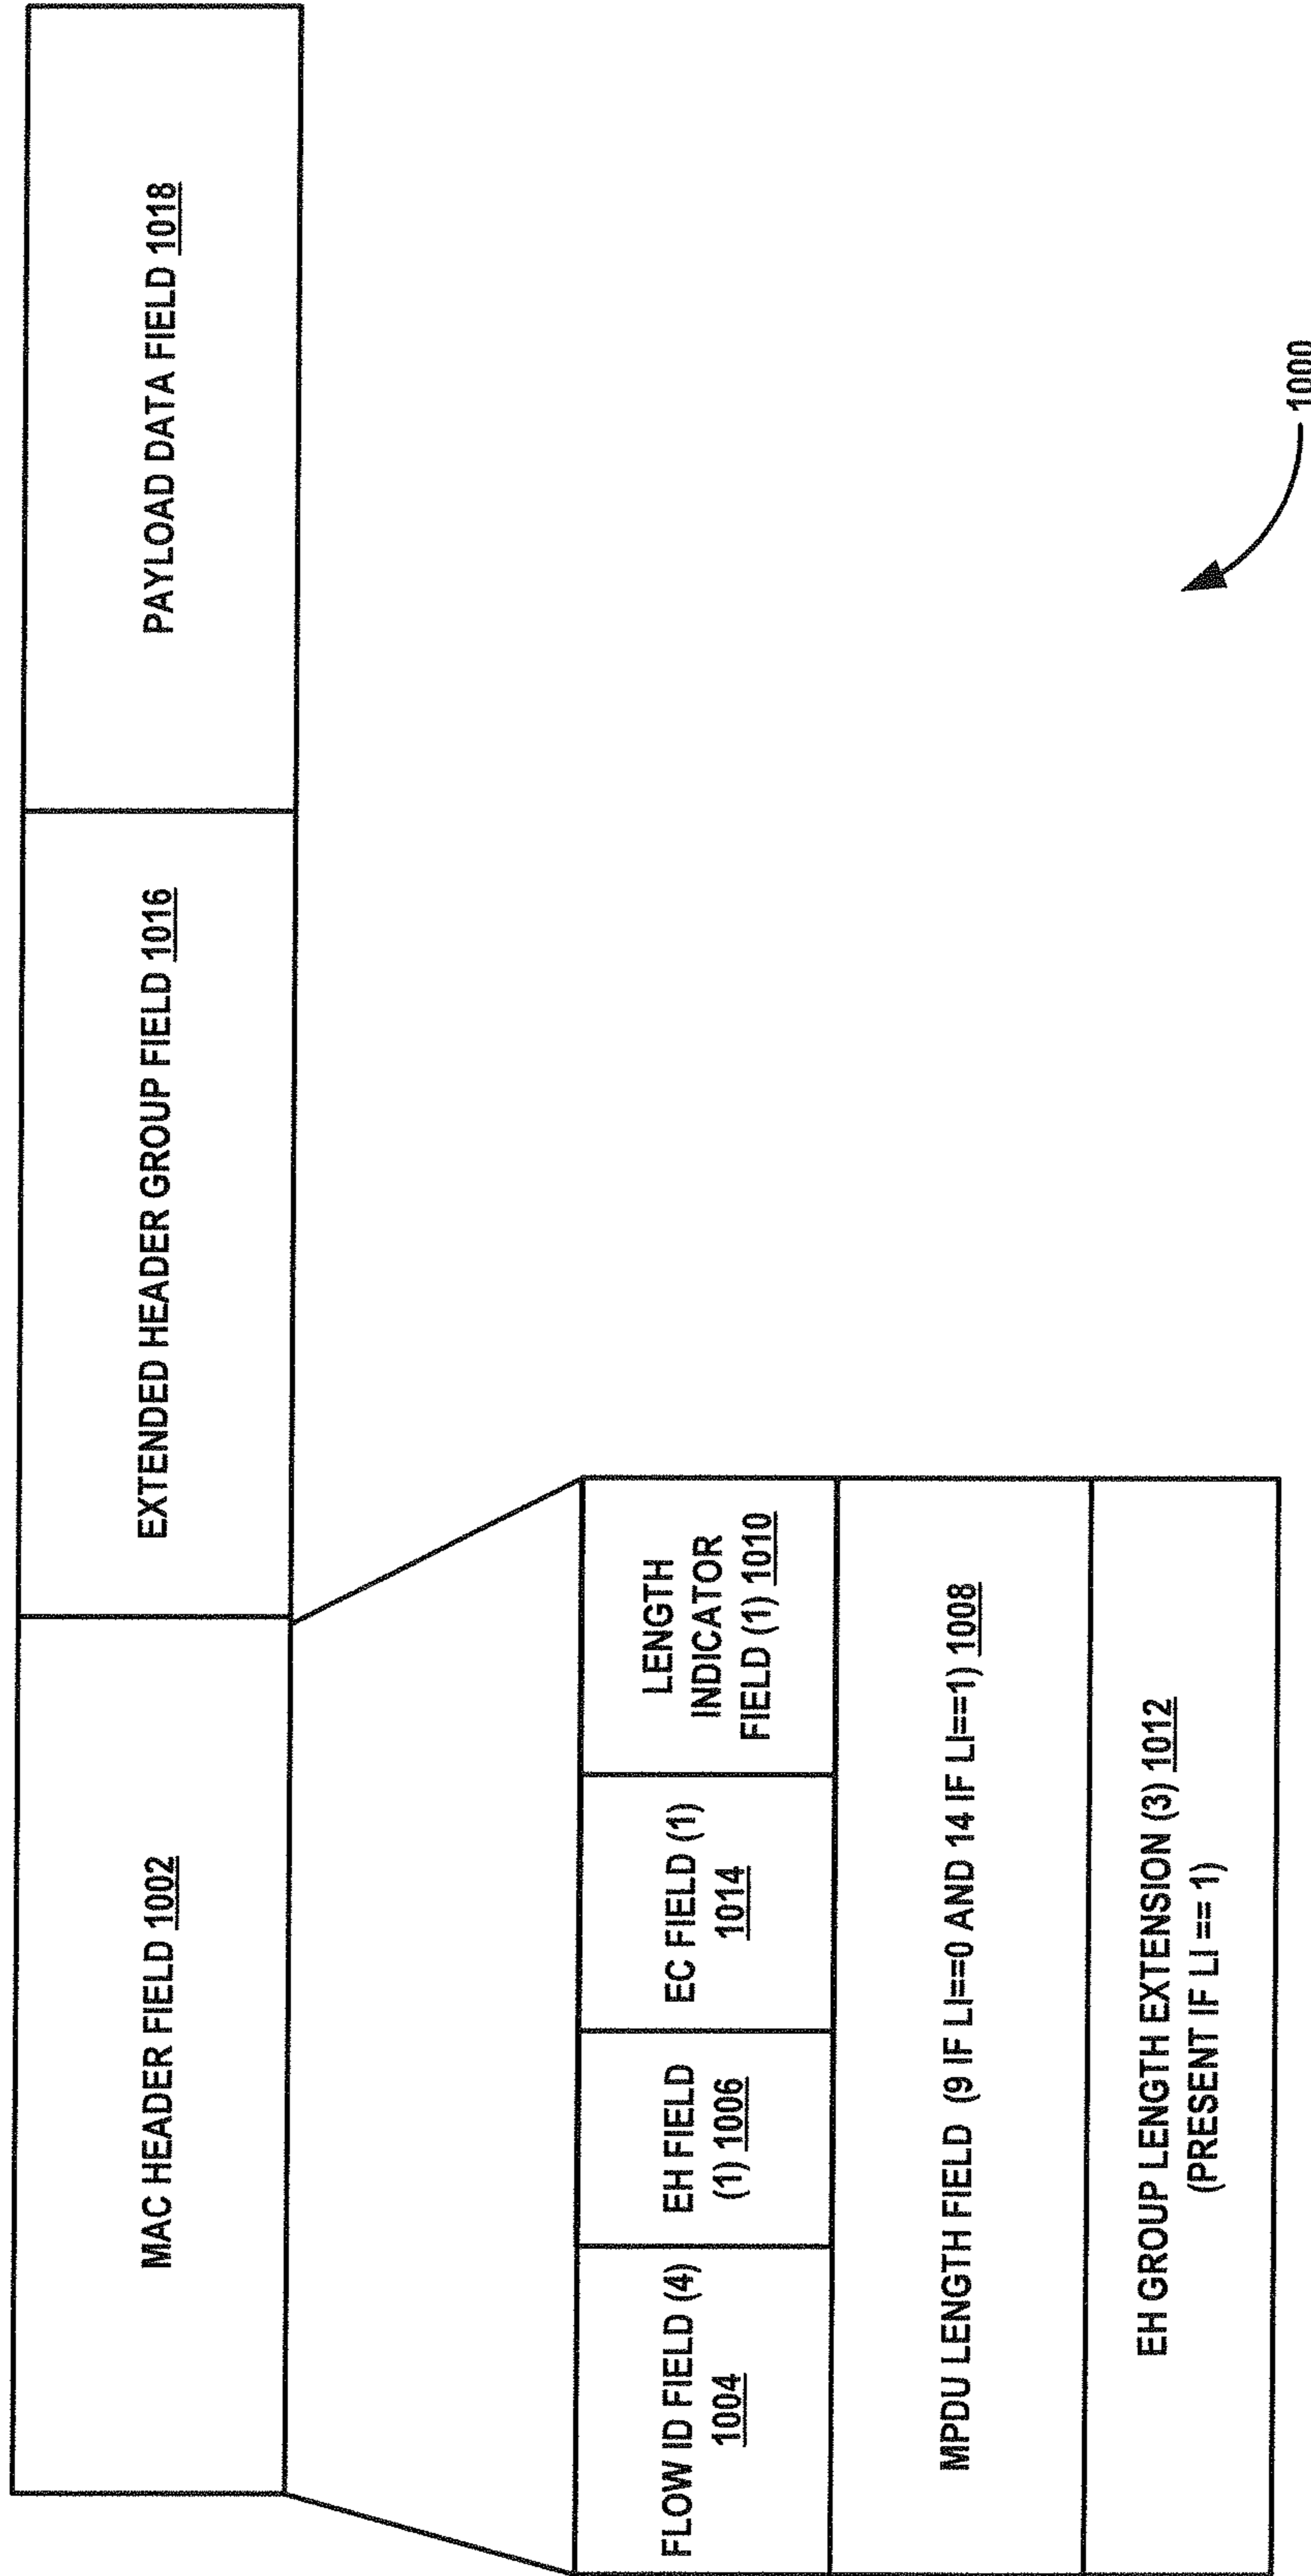 MAC HEADER FIELD 1002
EXTENDED HEADER GROUP FIELD 1016
PAYLOAD DATA FIELD 1018
FLOW ID FIELD (4)
1004
EH FIELD
(1) 1006
EC FIELD (1)
1014
LENGTH
INDICATOR
FIELD (1) 1010
MPDU LENGTH FIELD (9 IF LI==0 AND 14 IF LI==1) 1008
EH GROUP LENGTH EXTENSION (3) 1012
(PRESENT IF LI == 1)
1000